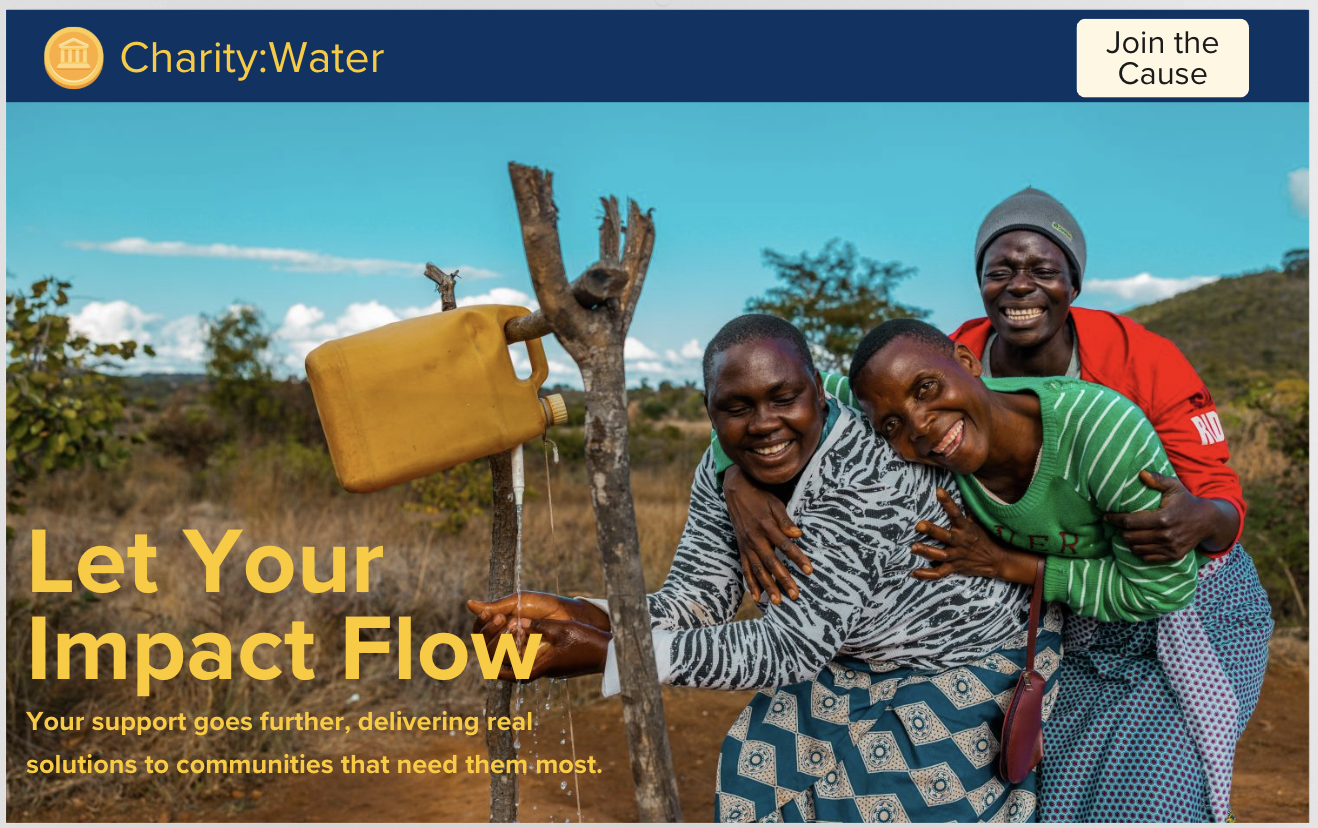 Charity:Water
Join the
Cause
Let Your
Impact Flow
Your support goes further, delivering real
solutions to communities that need them most.
VER